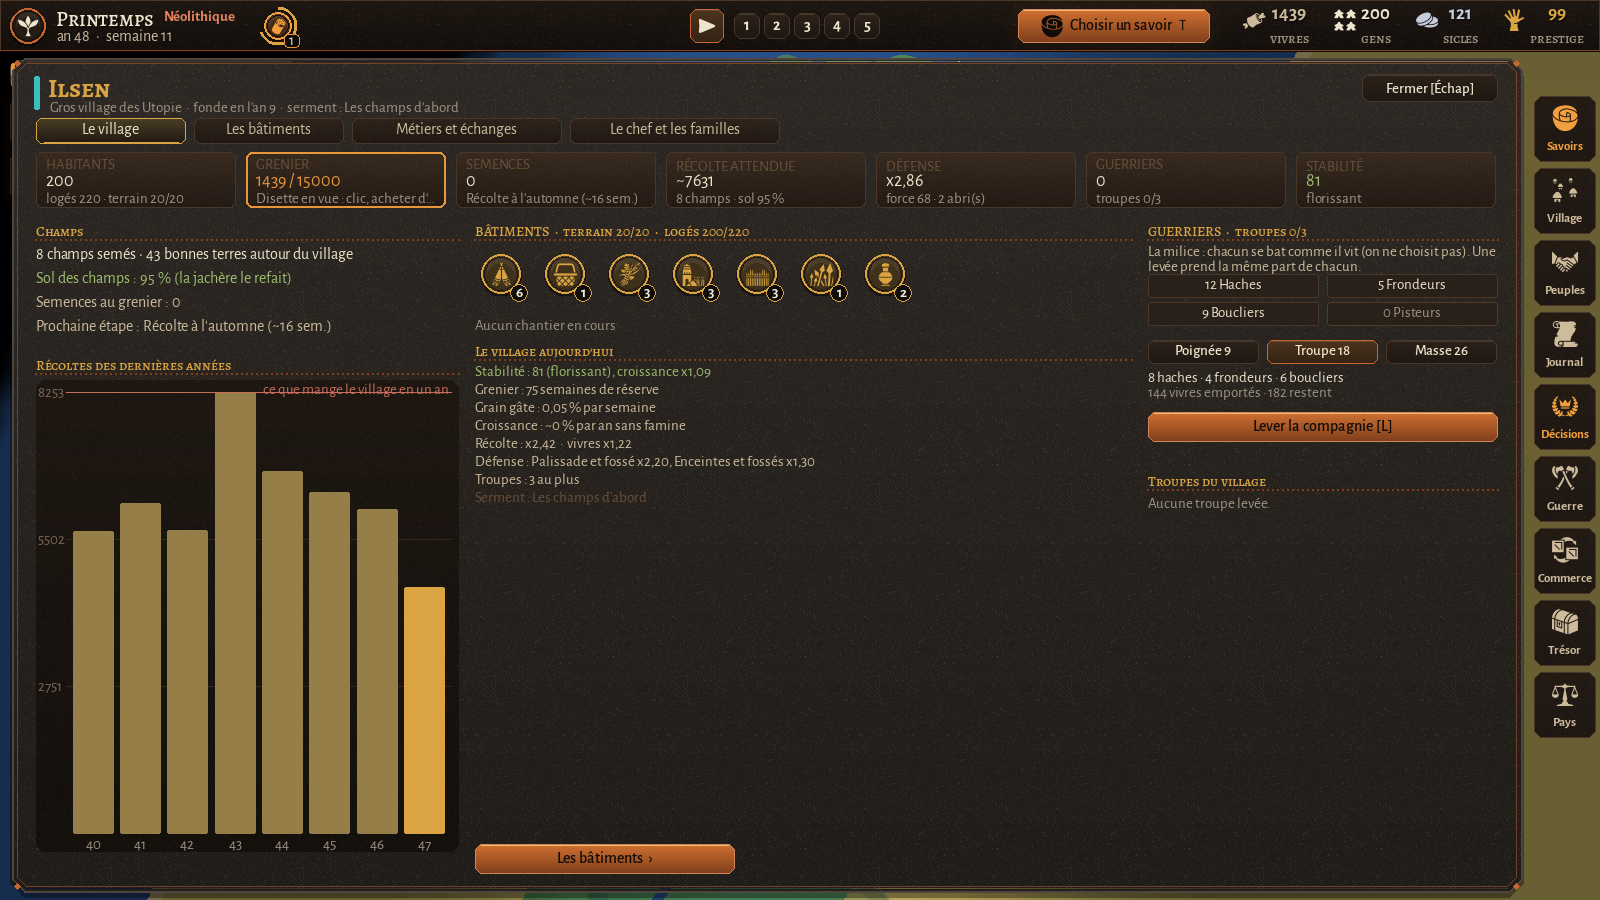 Printemps Néolithique
an 48 · semaine 11
1
1 2 3 4 5
Choisir un savoir T
1439 VIVRES
200 GENS
121 SICLES
99 PRESTIGE
Ilsen
Gros village des Utopie · fonde en l'an 9 · serment : Les champs d'abord
Fermer [Échap]
Le village
Les bâtiments
Métiers et échanges
Le chef et les familles
HABITANTS
200
logés 220 · terrain 20/20
GRENIER
1439 / 15000
Disette en vue : clic, acheter d'..
SEMENCES
0
Récolte à l'automne (~16 sem.)
RÉCOLTE ATTENDUE
~7631
8 champs · sol 95 %
DÉFENSE
x2,86
force 68 · 2 abri(s)
GUERRIERS
0
troupes 0/3
STABILITÉ
81
florissant
Champs
8 champs semés · 43 bonnes terres autour du village
Sol des champs : 95 % (la jachère le refait)
Semences au grenier : 0
Prochaine étape : Récolte à l'automne (~16 sem.)
Récoltes des dernières années
ce que mange le village en un an
8253
5502
2751
40 41 42 43 44 45 46 47
BÂTIMENTS · TERRAIN 20/20 · LOGÉS 200/220
6 1 3 3 3 1 2
Aucun chantier en cours
Le village aujourd'hui
Stabilité : 81 (florissant), croissance x1,09
Grenier : 75 semaines de réserve
Grain gâte : 0,05 % par semaine
Croissance : ~0 % par an sans famine
Récolte : x2,42 · vivres x1,22
Défense : Palissade et fossé x2,20, Enceintes et fossés x1,30
Troupes : 3 au plus
Serment : Les champs d'abord
Les bâtiments ›
GUERRIERS · TROUPES 0/3
La milice : chacun se bat comme il vit (on ne choisit pas). Une
levée prend la même part de chacun.
12 Haches
5 Frondeurs
9 Boucliers
0 Pisteurs
Poignée 9
Troupe 18
Masse 26
8 haches · 4 frondeurs · 6 boucliers
144 vivres emportés · 182 restent
Lever la compagnie [L]
Troupes du village
Aucune troupe levée.
Savoirs
Village
Peuples
Journal
Décisions
Guerre
Commerce
Trésor
Pays